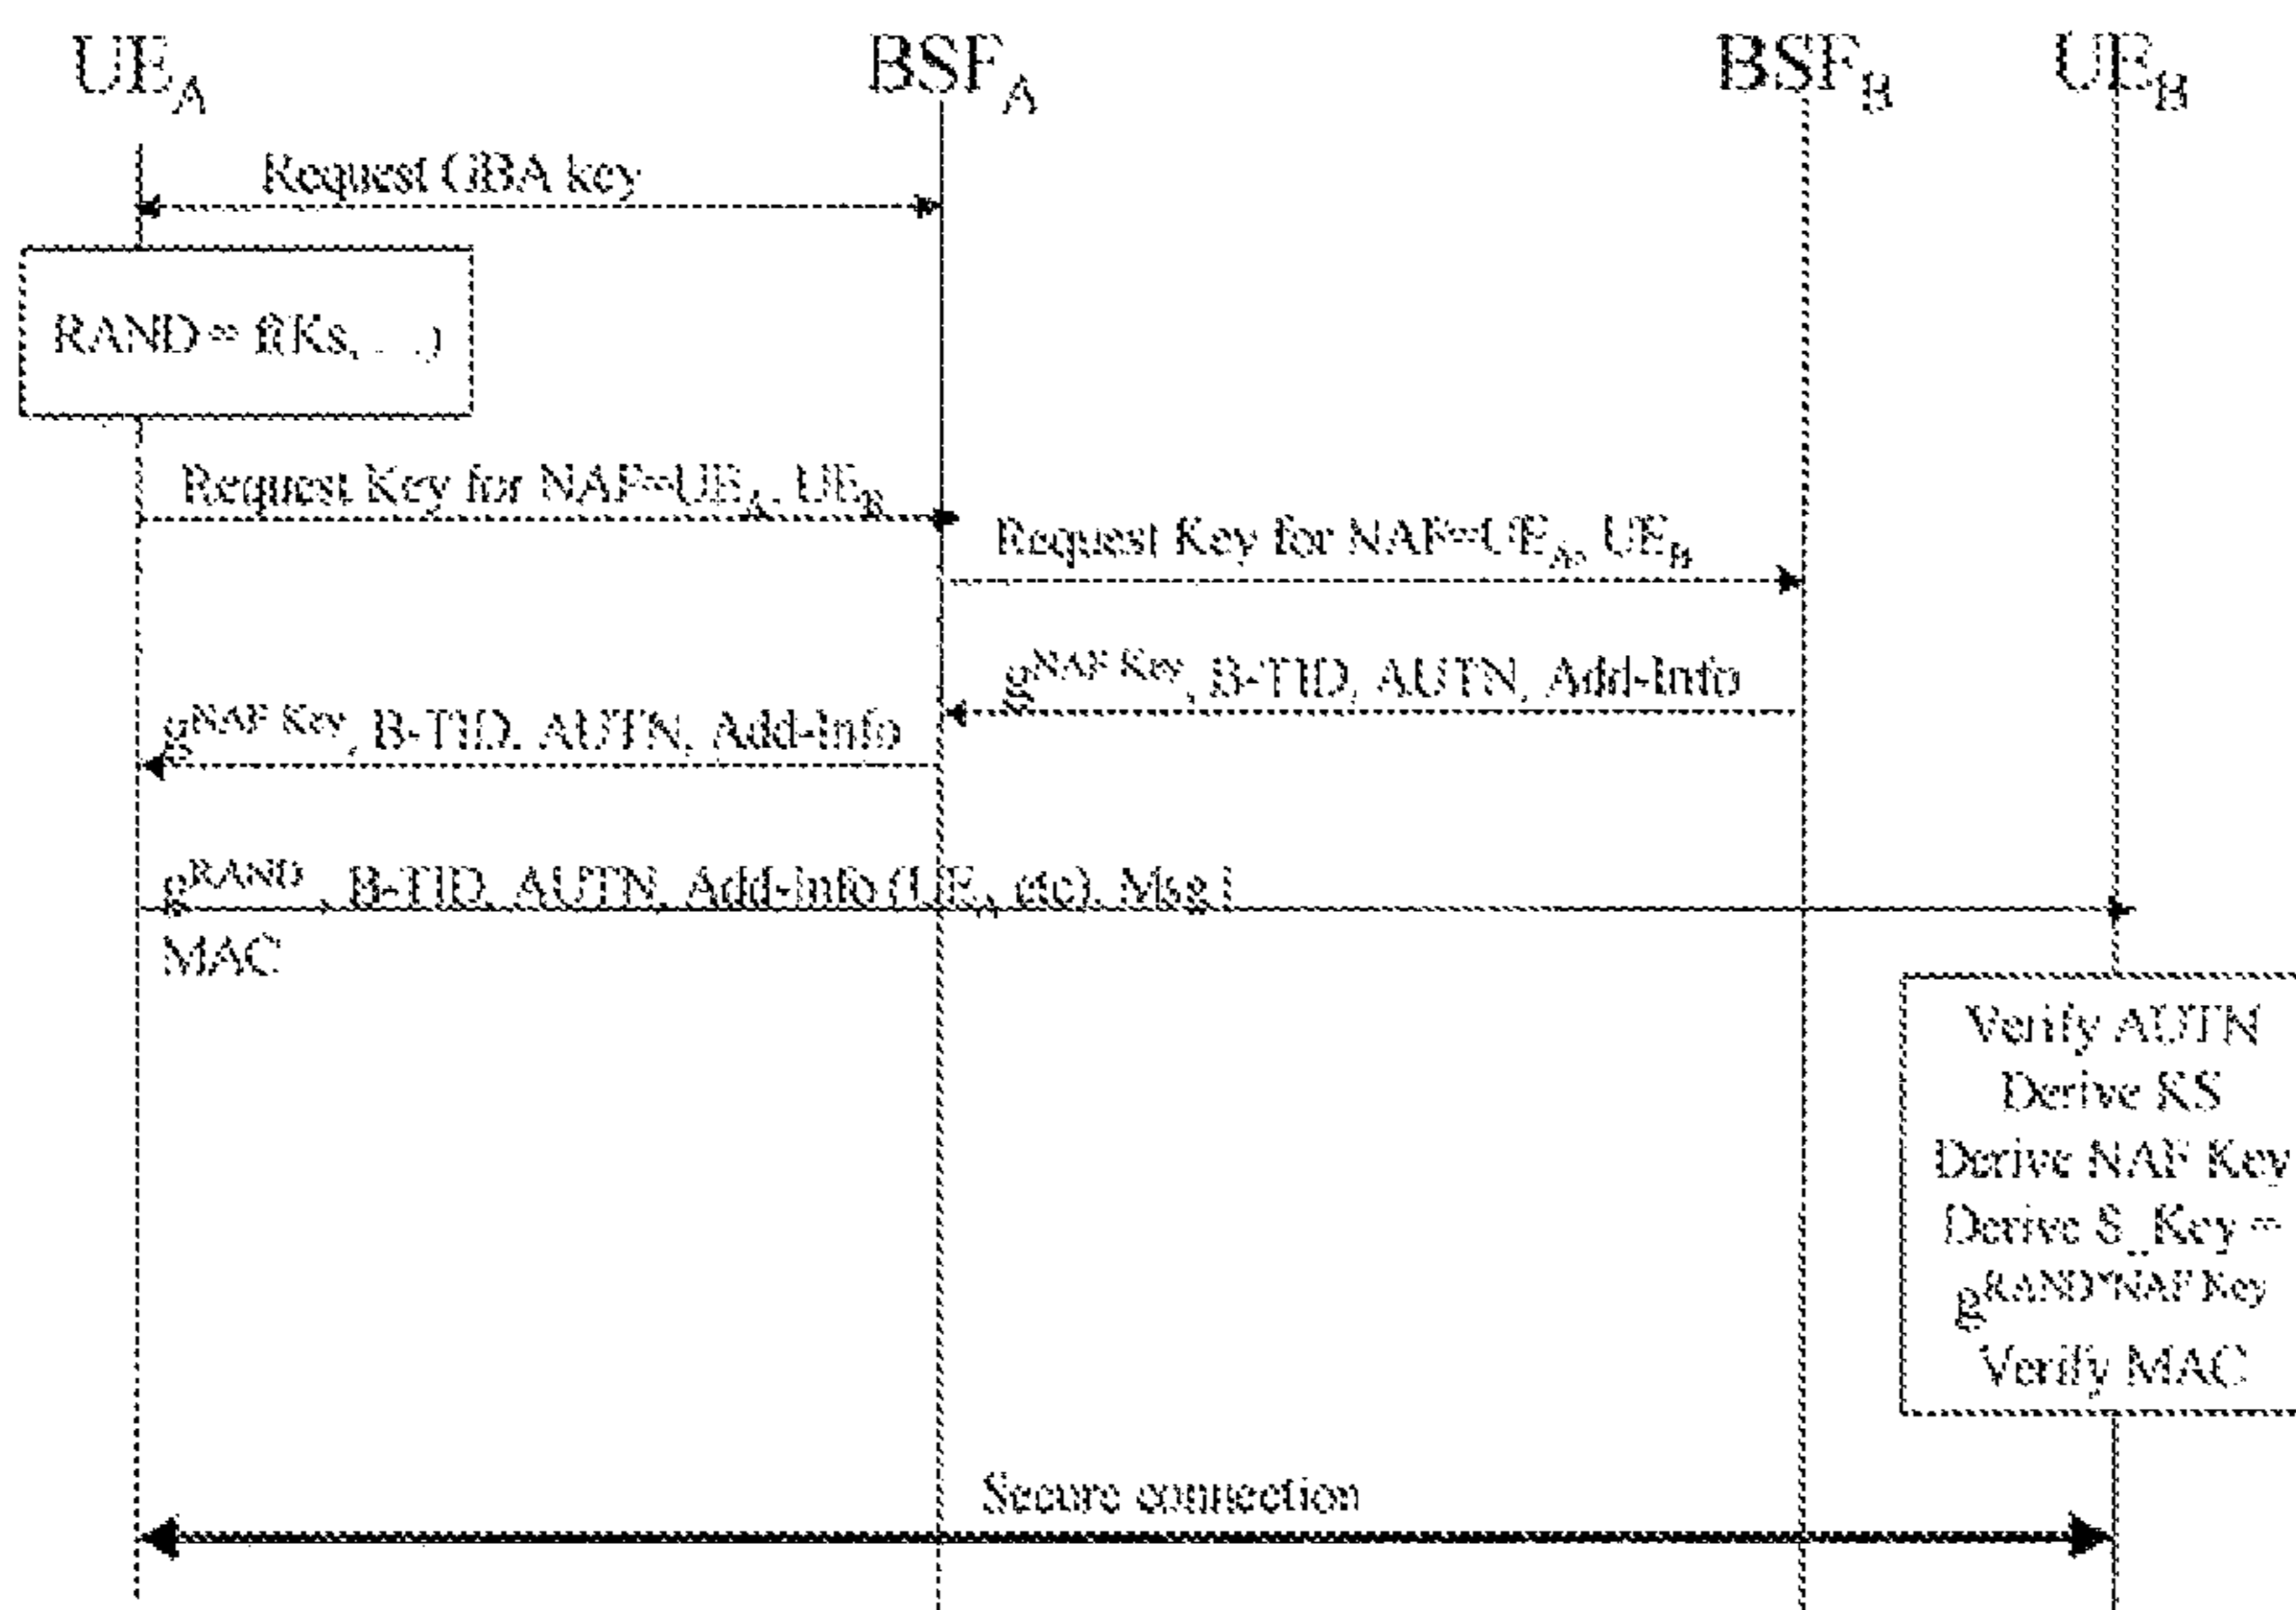 UE_A
BSF_A
BSF_B
UE_B
Request GBA key
RAND = f(Ks, ...)
Request Key for NAF=UE_A, UE_B
Request Key for NAF=UE_A, UE_B
g^NAF Key, B-TID, AUTN, Add-Info
g^NAF Key, B-TID, AUTN, Add-Info
g^RAND, B-TID, AUTN, Add-Info (UE_A etc), Msg
MAC
Verify AUTN
Derive KS
Derive NAF Key
Derive S_Key =
g^RAND*NAF Key
Verify MAC
Secure connection